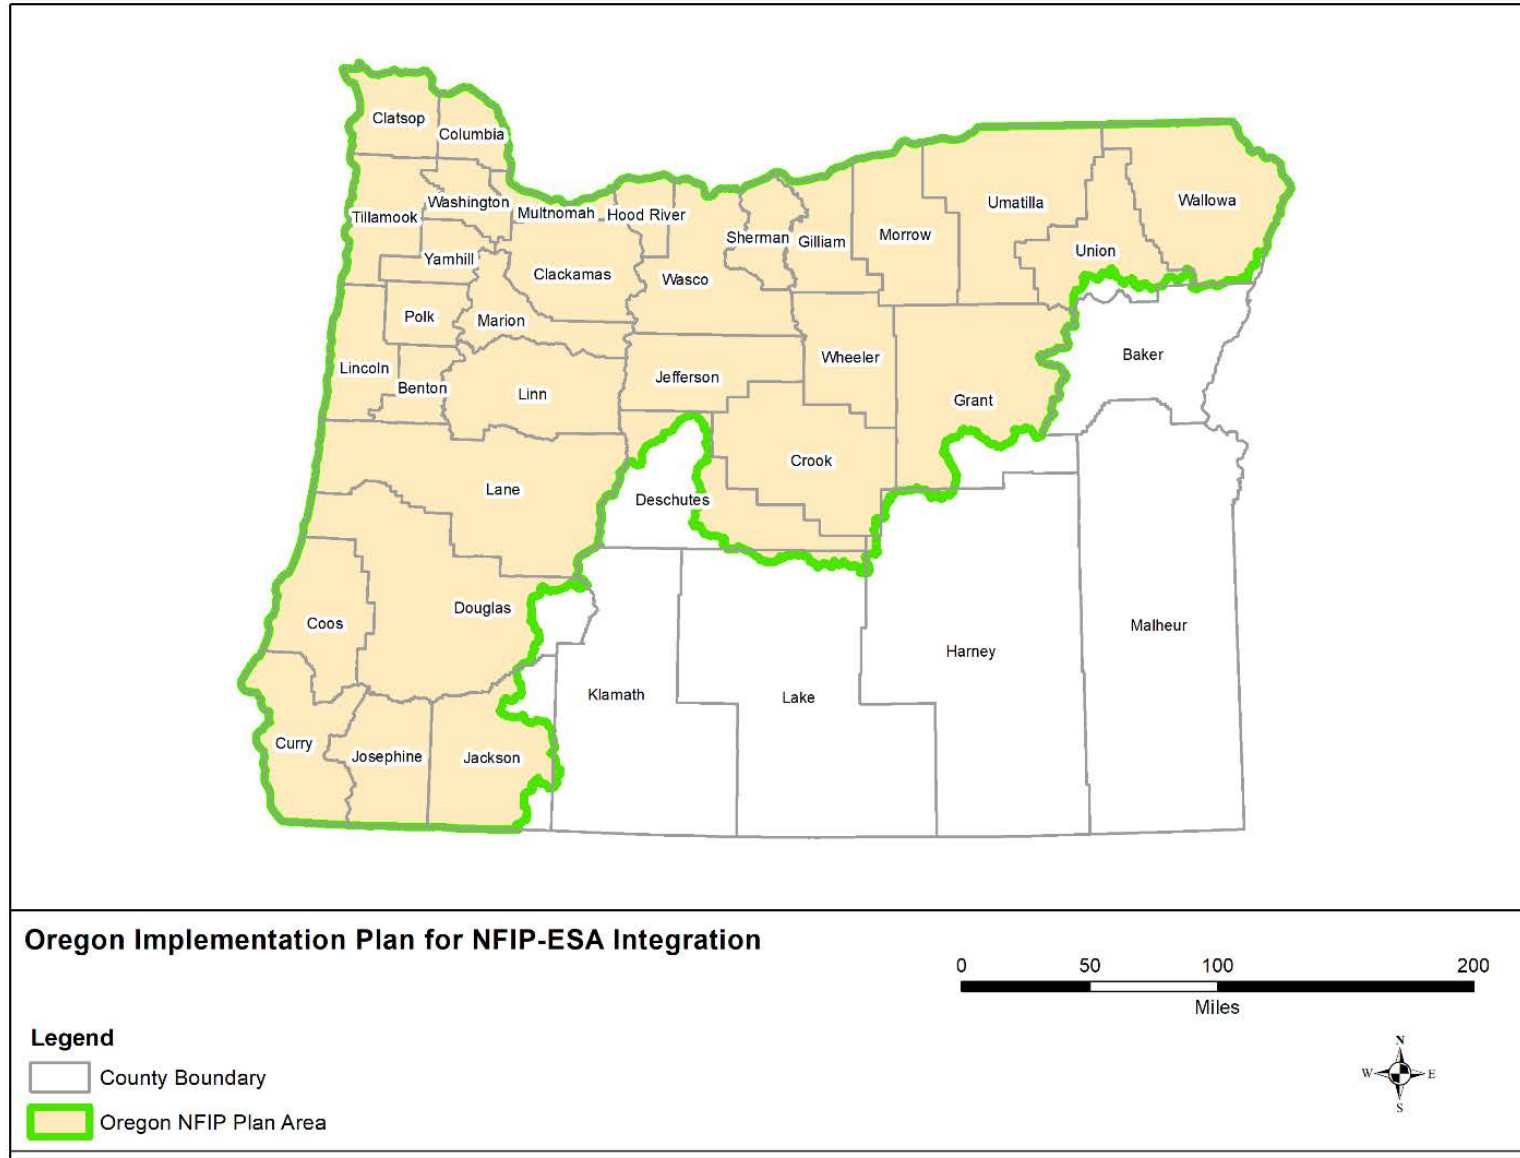 Clatsop
Columbia
Washington
Tillamook
Multnomah
Hood River
Umatilla
Wallowa
Sherman
Gilliam
Morrow
Union
Yamhill
Clackamas
Wasco
Polk
Marion
Lincoln
Benton
Linn
Jefferson
Wheeler
Baker
Grant
Crook
Lane
Deschutes
Coos
Douglas
Malheur
Harney
Klamath
Lake
Curry
Josephine
Jackson
Oregon Implementation Plan for NFIP-ESA Integration
0 50 100 200
Miles
Legend
County Boundary
Oregon NFIP Plan Area
N
W E
S